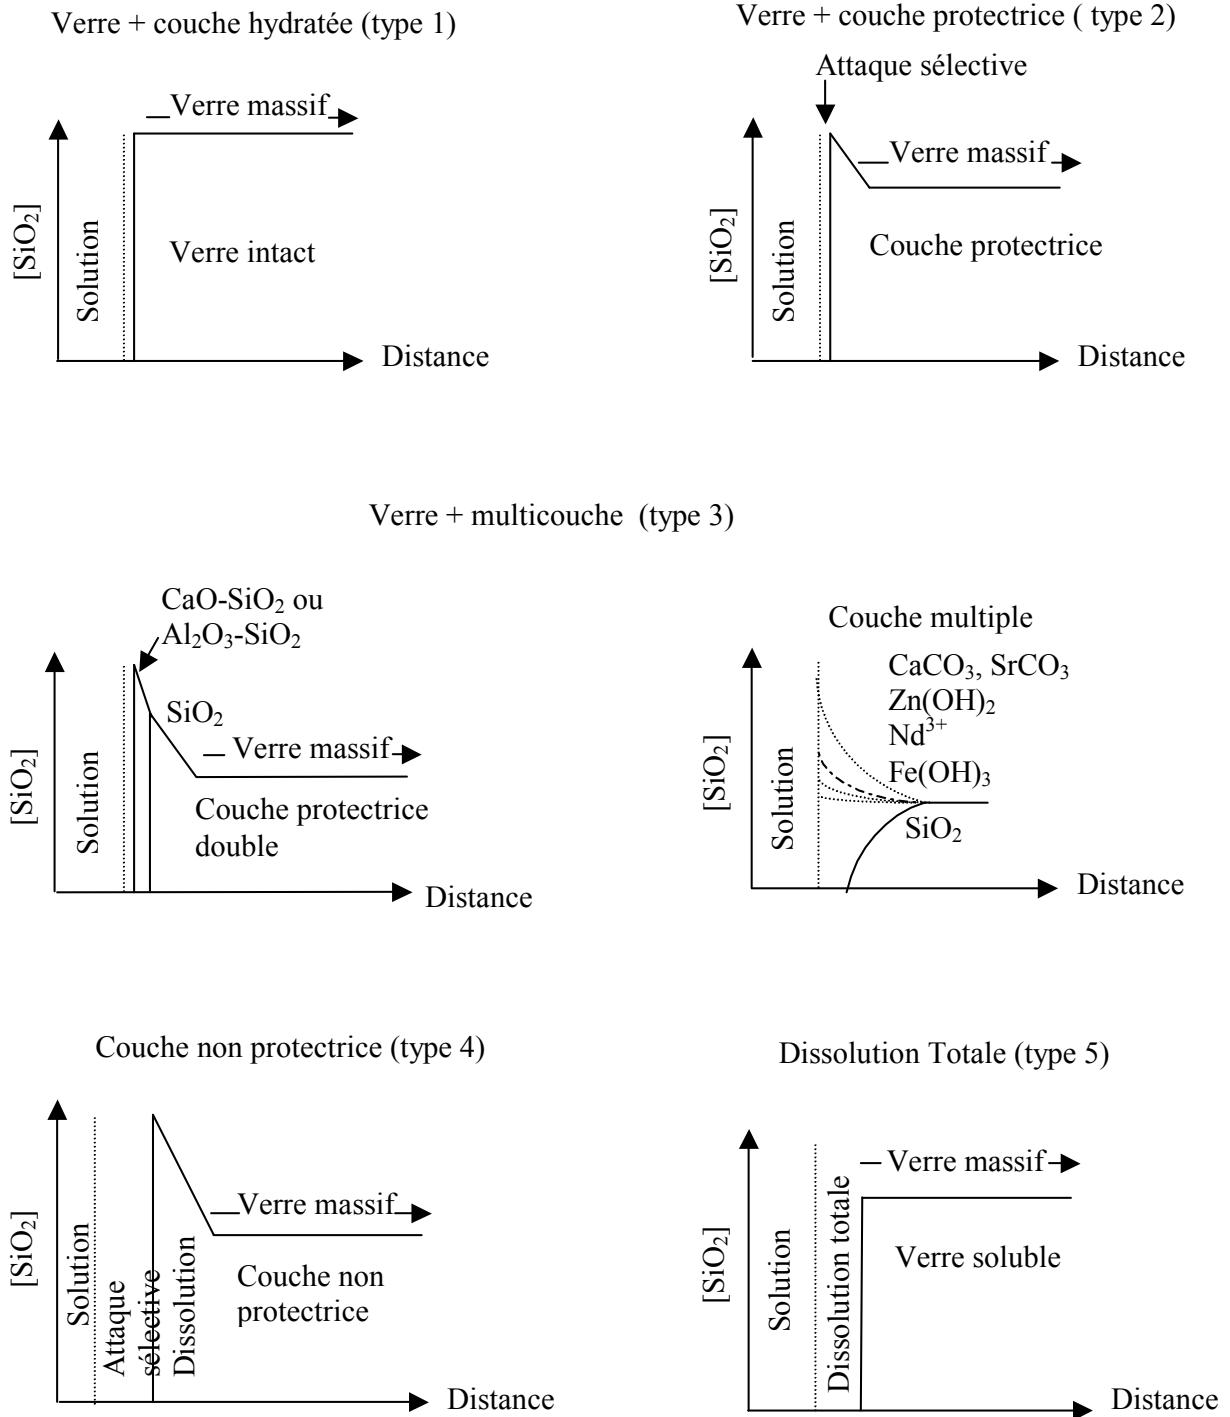 Verre + couche hydratée (type 1)
Verre massif
[SiO₂]
Solution
Verre intact
Distance
Verre + couche protectrice ( type 2)
Attaque sélective
Verre massif
[SiO₂]
Solution
Couche protectrice
Distance
Verre + multicouche (type 3)
CaO-SiO₂ ou
Al₂O₃-SiO₂
SiO₂
Verre massif
[SiO₂]
Solution
Couche protectrice
double
Distance
Couche multiple
CaCO₃, SrCO₃
Zn(OH)₂
Nd³⁺
Fe(OH)₃
SiO₂
[SiO₂]
Solution
Distance
Couche non protectrice (type 4)
Verre massif
[SiO₂]
Solution
Attaque
sélective
Dissolution
Couche non
protectrice
Distance
Dissolution Totale (type 5)
Verre massif
[SiO₂]
Solution
Dissolution totale
Verre soluble
Distance